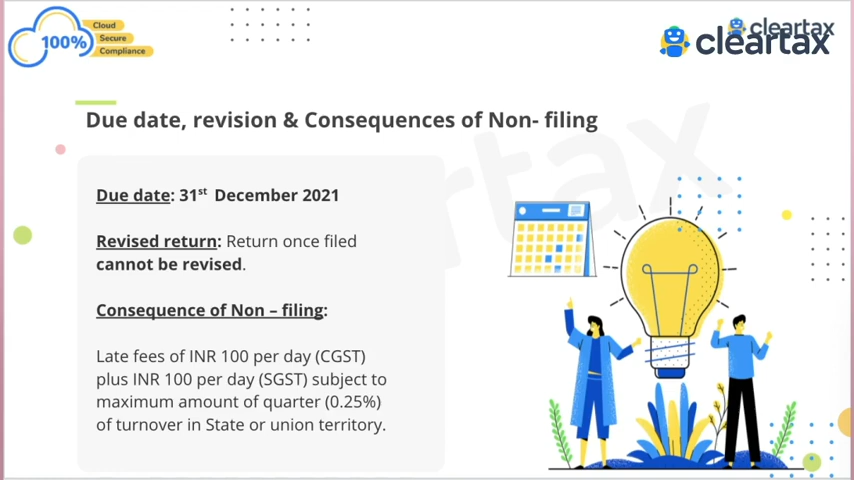 100%
Cloud
Secure
Compliance
cleartax
cleartax
Due date, revision & Consequences of Non- filing
Due date: 31st December 2021
Revised return: Return once filed
cannot be revised.
Consequence of Non – filing:
Late fees of INR 100 per day (CGST)
plus INR 100 per day (SGST) subject to
maximum amount of quarter (0.25%)
of turnover in State or union territory.